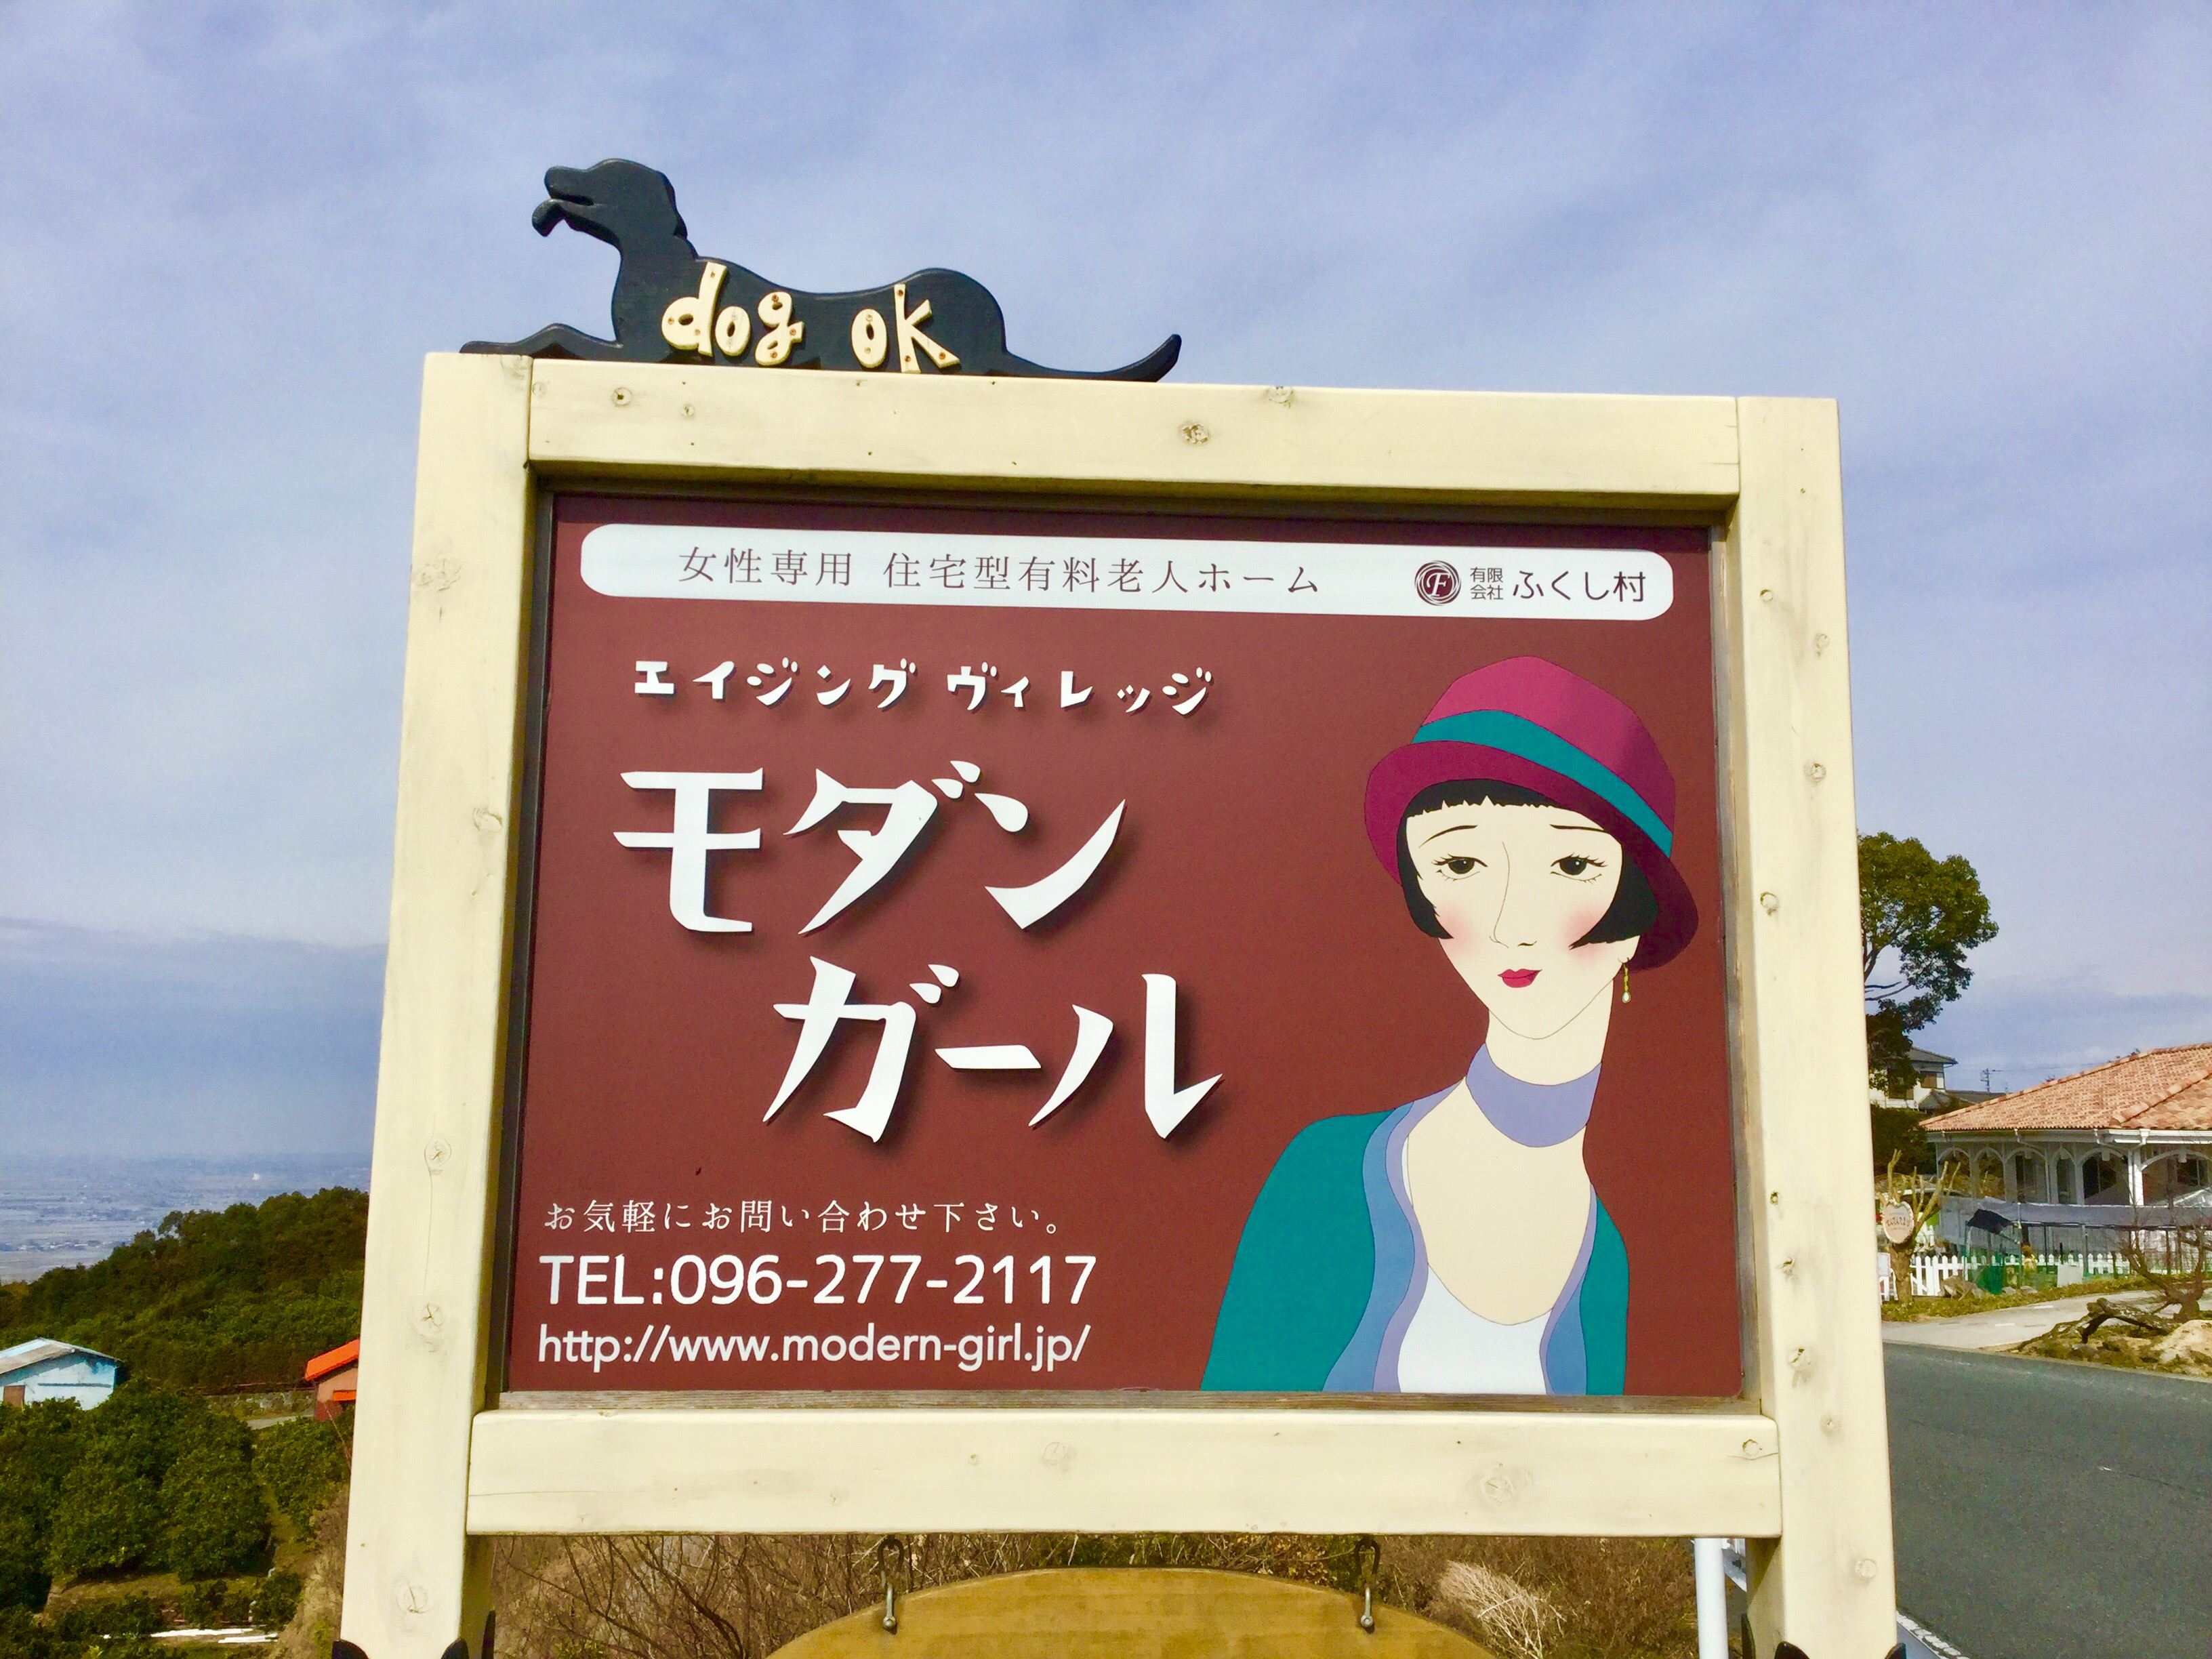 dog ok
女性専用 住宅型有料老人ホーム
有限会社 ふくし村
エイジング ヴィレッジ
モダン
ガール
お気軽にお問い合わせ下さい。
TEL:096-277-2117
http://www.modern-girl.jp/